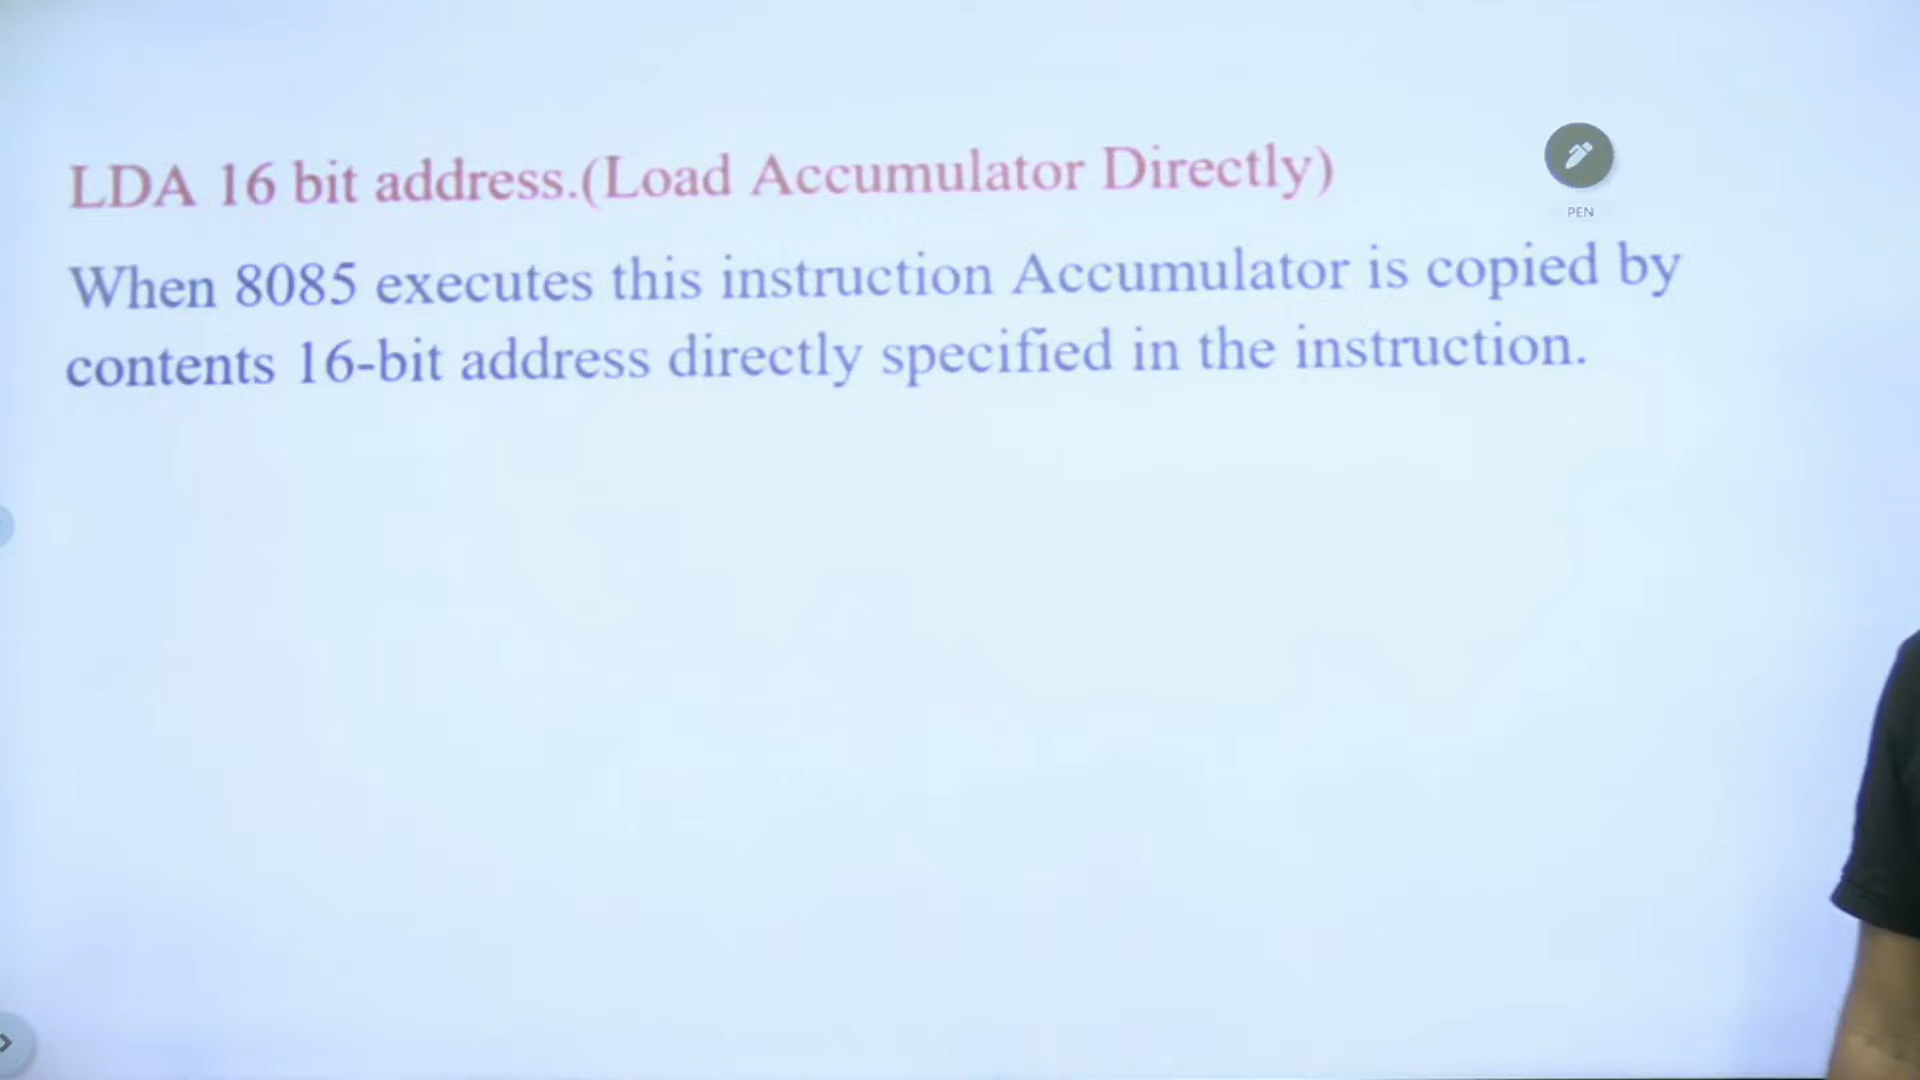 LDA 16 bit address.(Load Accumulator Directly)
PEN
When 8085 executes this instruction Accumulator is copied by
contents 16-bit address directly specified in the instruction.